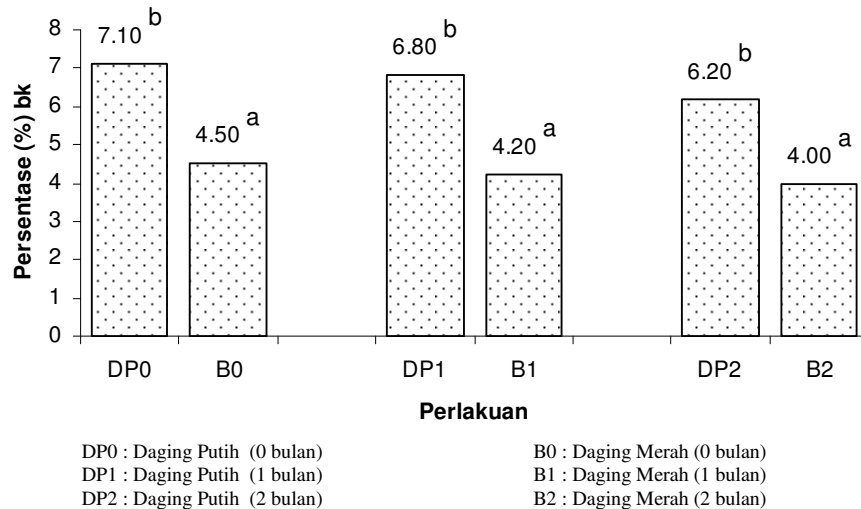 8
7
6
5
4
3
2
1
0
Persentase (%) bk
7.10 b
4.50 a
6.80 b
4.20 a
6.20 b
4.00 a
DP0 B0 DP1 B1 DP2 B2
Perlakuan
DP0 : Daging Putih (0 bulan)
DP1 : Daging Putih (1 bulan)
DP2 : Daging Putih (2 bulan)
B0 : Daging Merah (0 bulan)
B1 : Daging Merah (1 bulan)
B2 : Daging Merah (2 bulan)